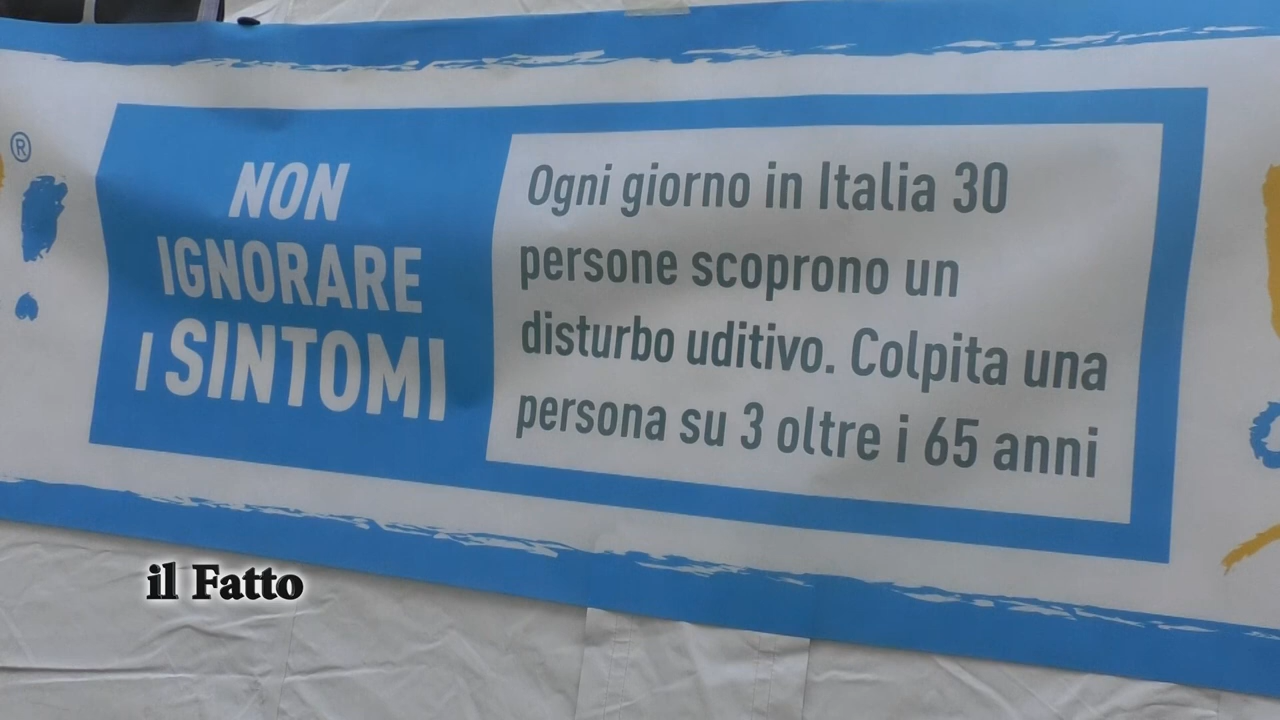 ®
NON
IGNORARE
I SINTOMI
Ogni giorno in Italia 30
persone scoprono un
disturbo uditivo. Colpita una
persona su 3 oltre i 65 anni
il Fatto